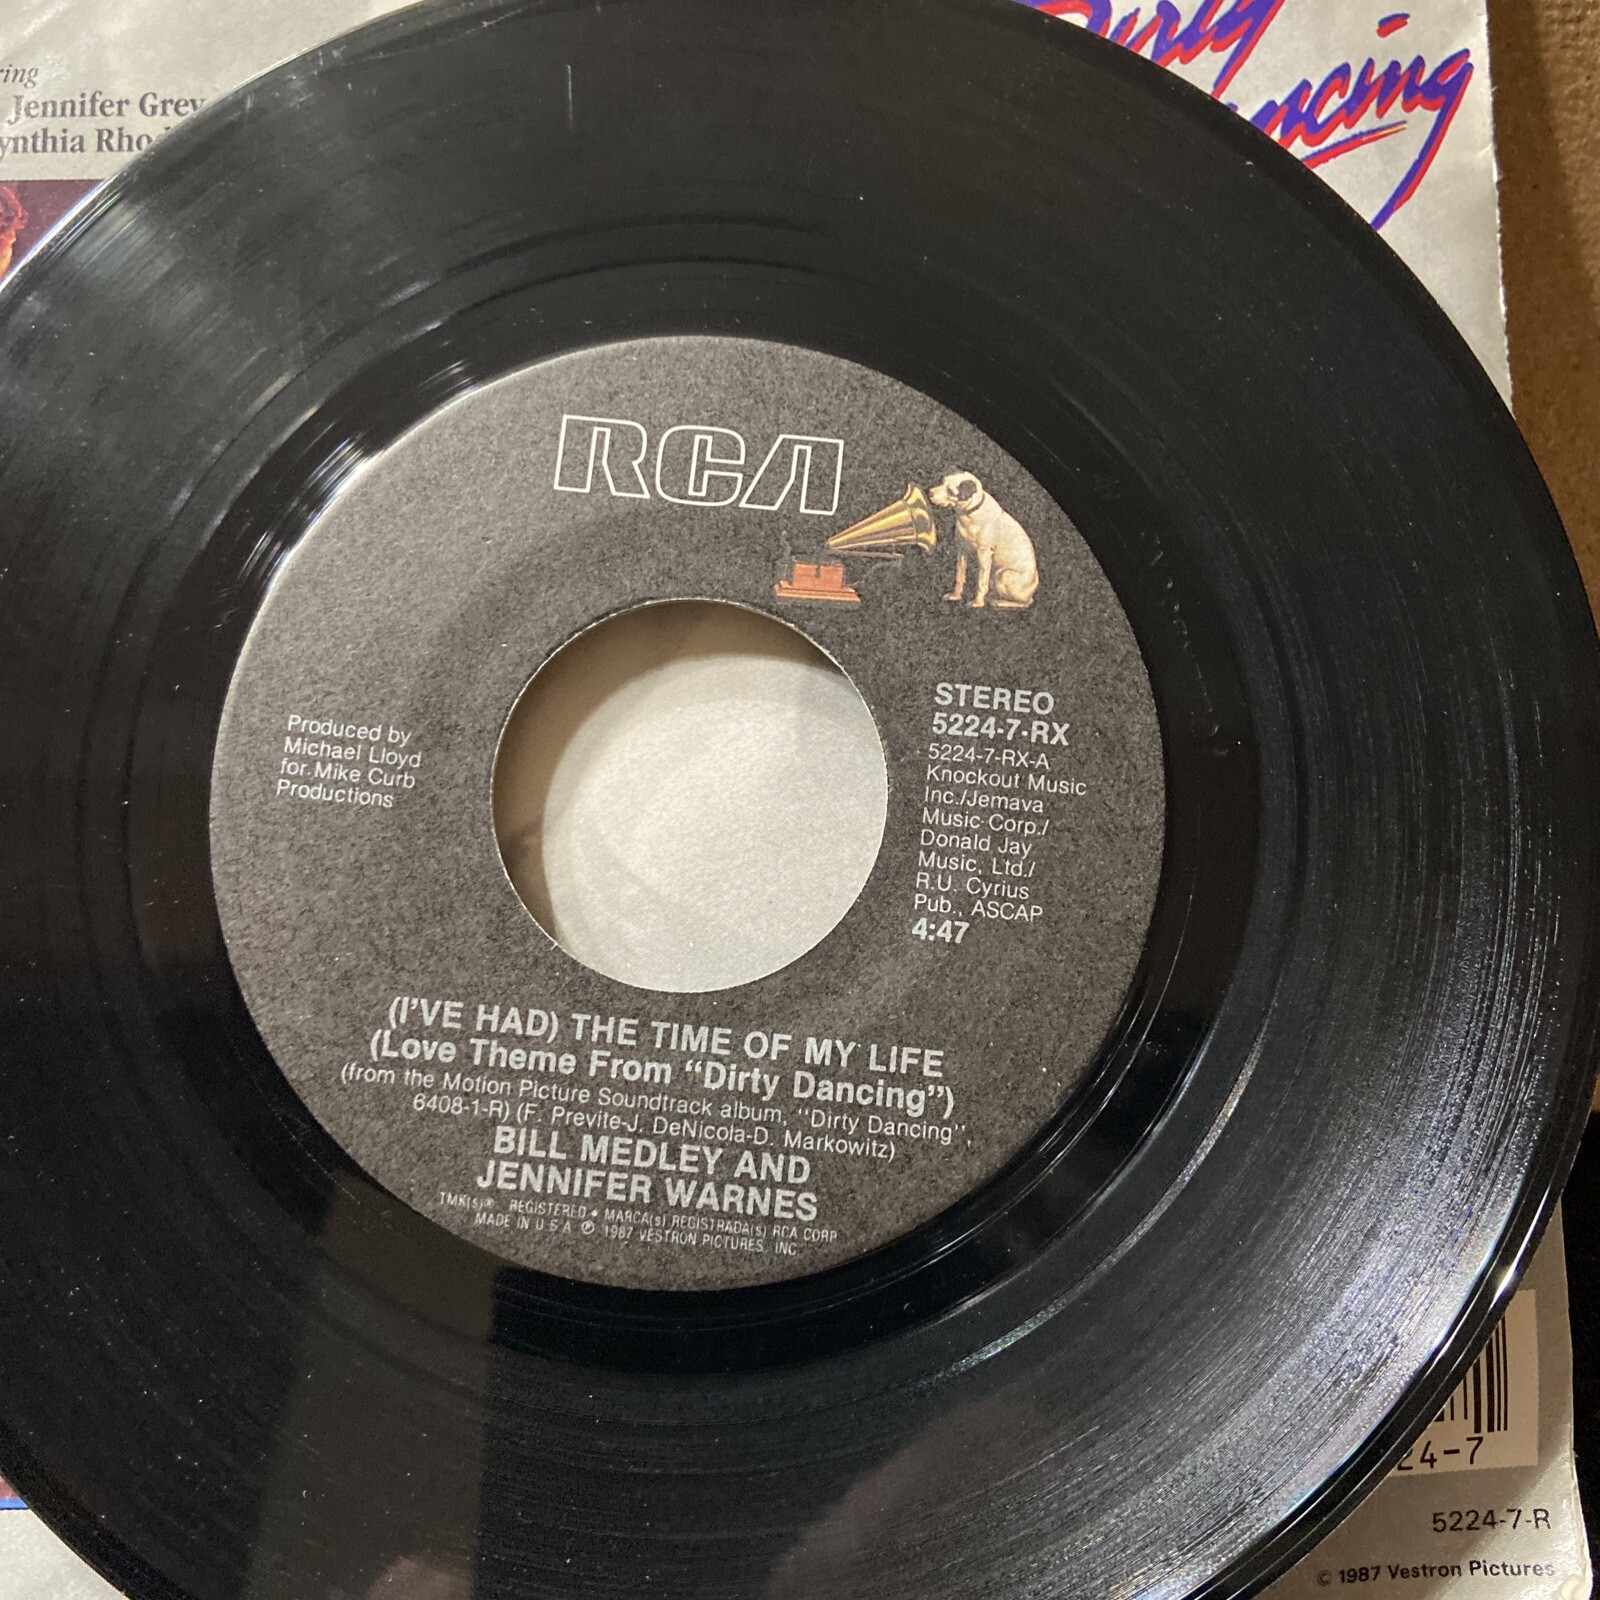 Dirty
Dancing
Jennifer Grey
RCA
STEREO
5224-7-RX
5224-7-RX-A
Knockout Music
Inc./Jemava
Music Corp./
Donald Jay
Music, Ltd./
R.U. Cyrius
Pub., ASCAP
4:47
Produced by
Michael Lloyd
for Mike Curb
Productions
(I'VE HAD) THE TIME OF MY LIFE
(Love Theme From "Dirty Dancing")
(from the Motion Picture Soundtrack album, "Dirty Dancing",
6408-1-R) (F. Previte-J. DeNicola-D. Markowitz)
BILL MEDLEY AND
JENNIFER WARNES
TMK(s)® REGISTERED • MARCA(s) REGISTRADA(s) RCA CORP
MADE IN U S A ℗ 1987 VESTRON PICTURES, INC
24-7
5224-7-R
© 1987 Vestron Pictures